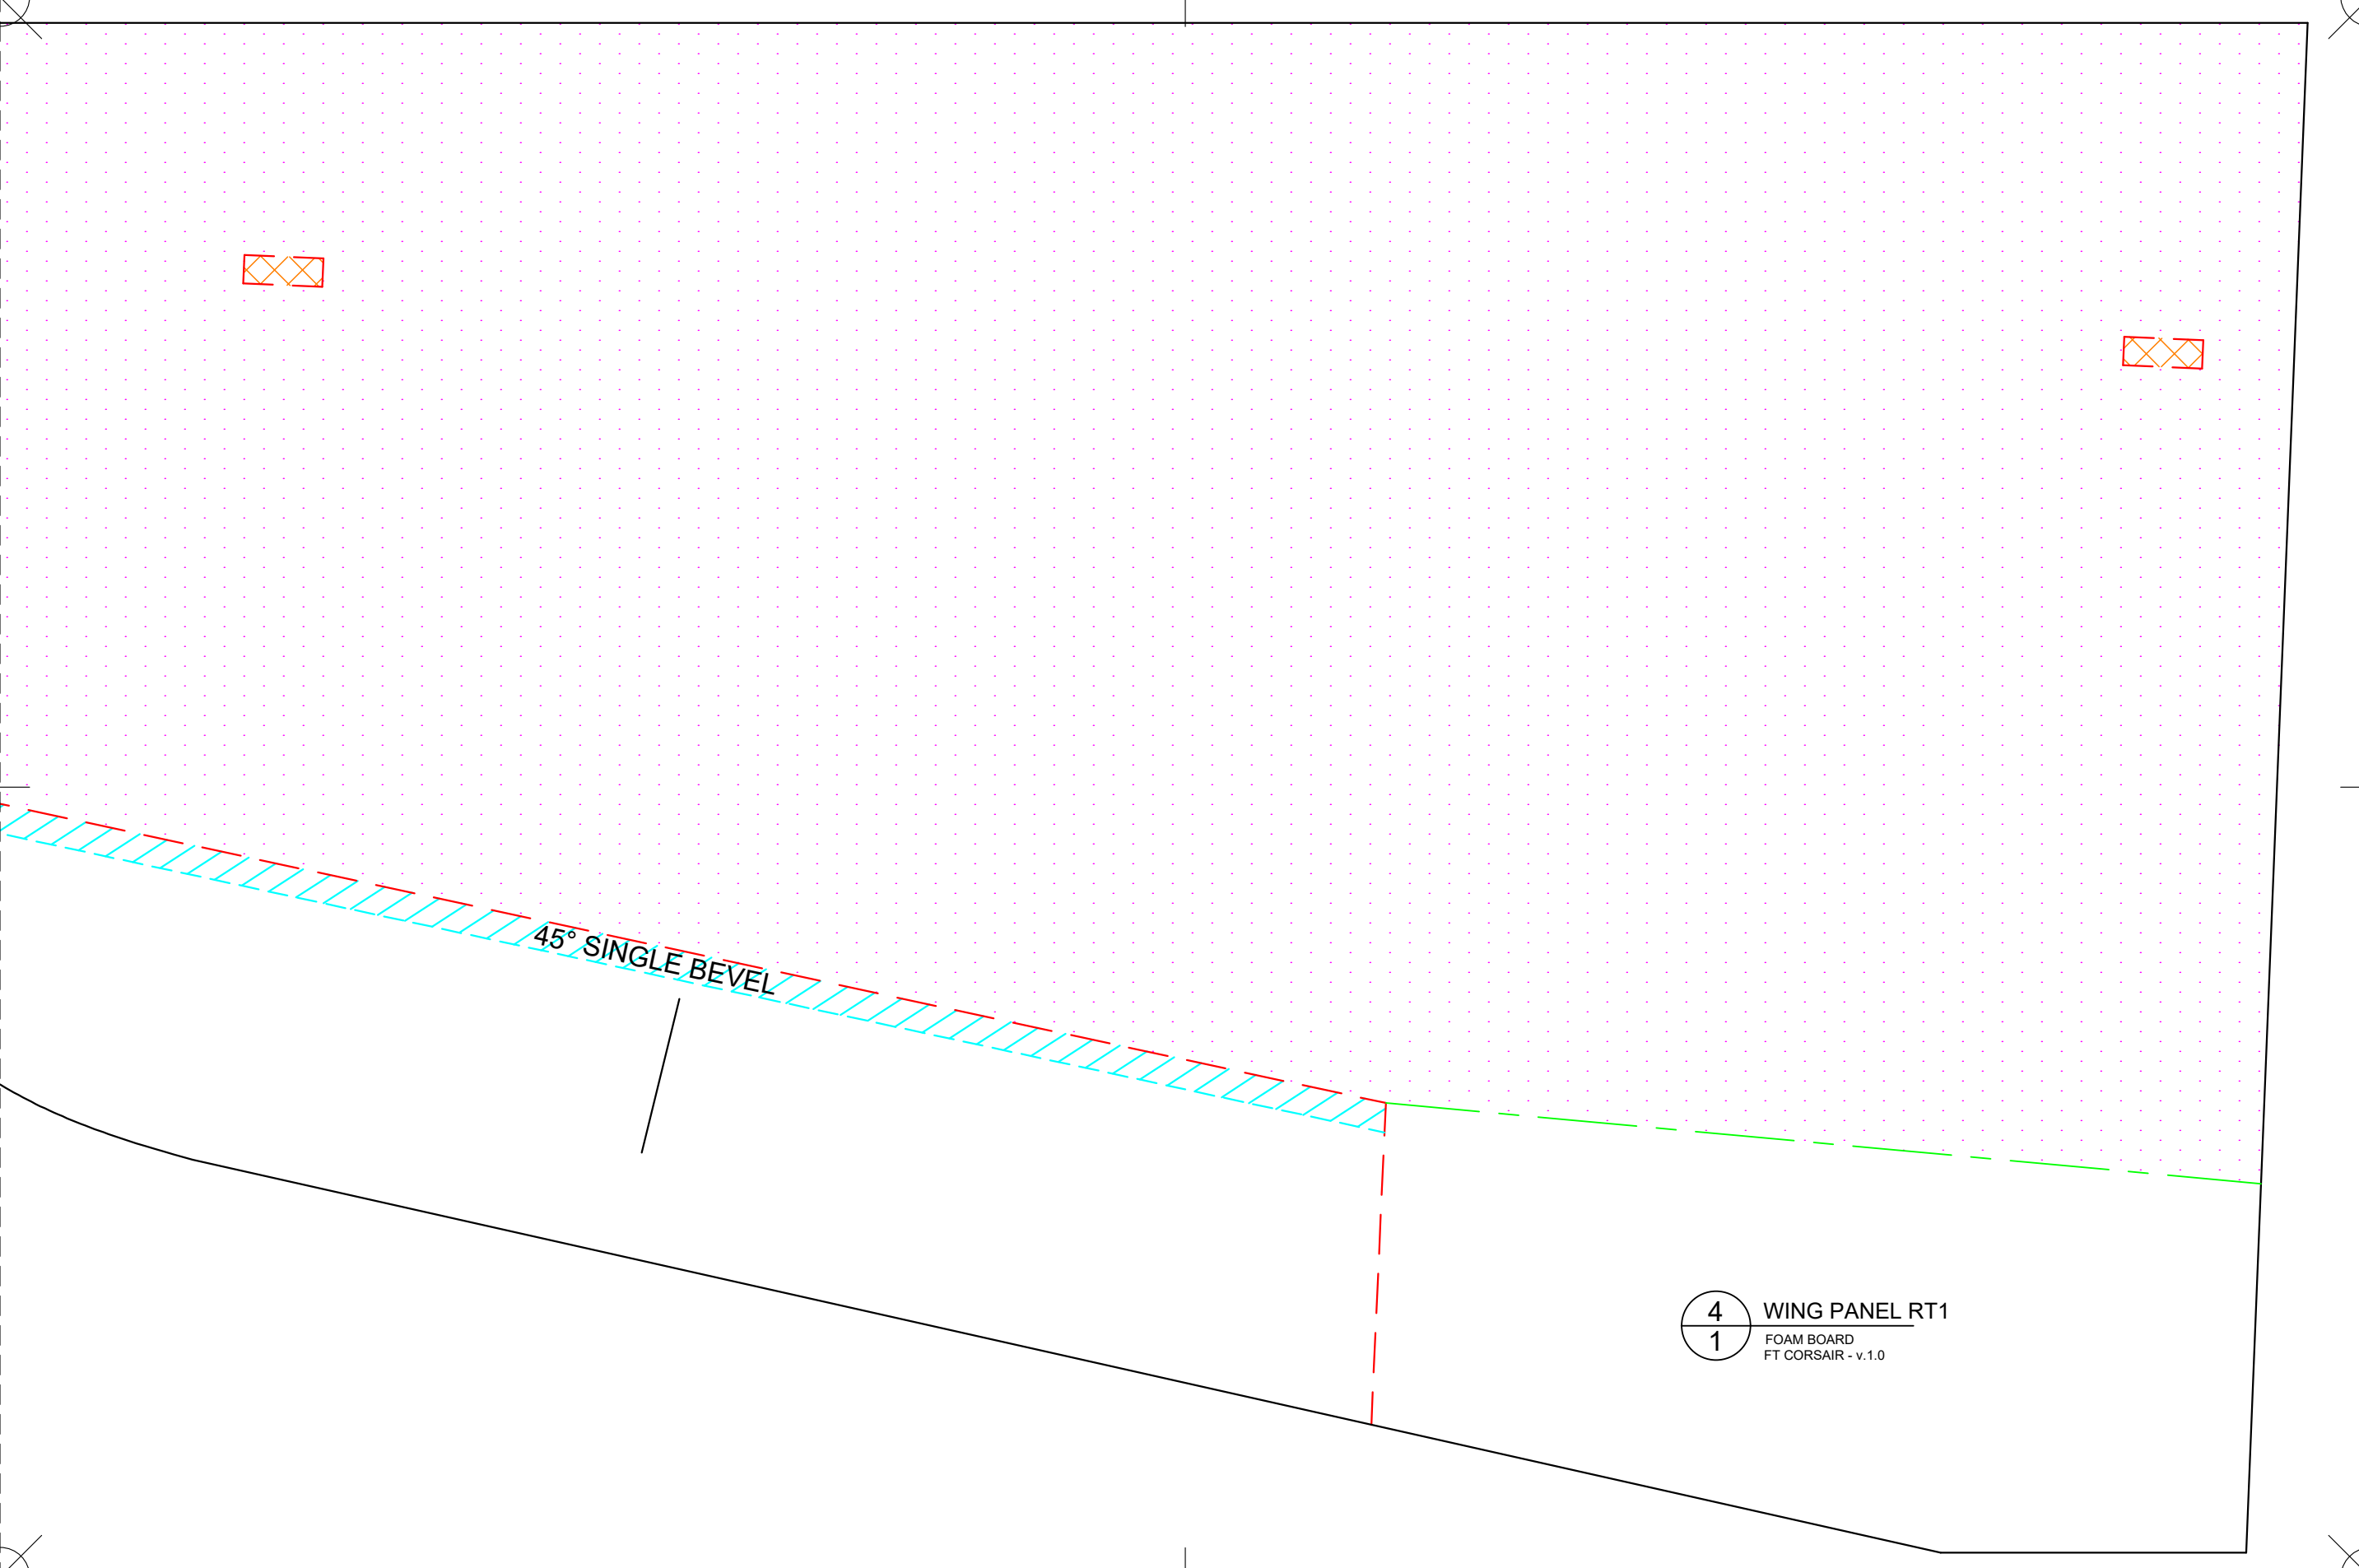 45° SINGLE BEVEL
4
1
WING PANEL RT1
FOAM BOARD
FT CORSAIR - v.1.0